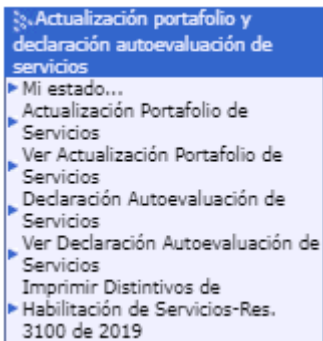 Actualización portafolio y
declaración autoevaluación de
servicios
Mi estado...
Actualización Portafolio de
Servicios
Ver Actualización Portafolio de
Servicios
Declaración Autoevaluación de
Servicios
Ver Declaración Autoevaluación de
Servicios
Imprimir Distintivos de
Habilitación de Servicios-Res.
3100 de 2019